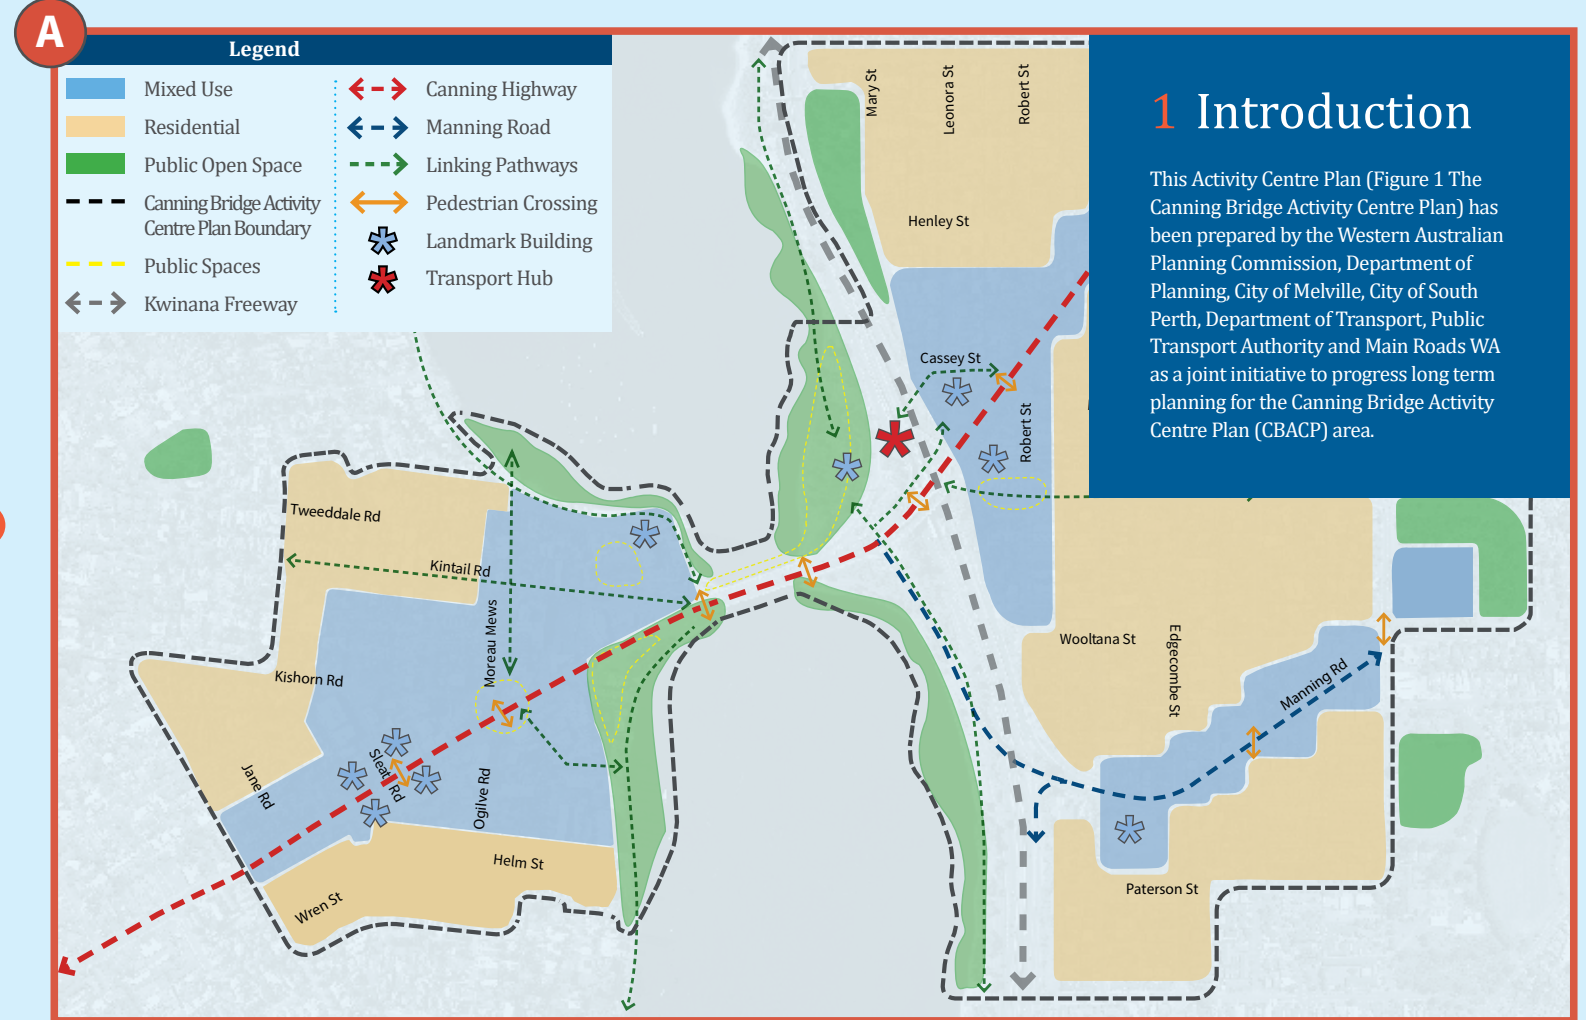 A
Legend
Mixed Use
Residential
Public Open Space
Canning Bridge Activity
Centre Plan Boundary
Public Spaces
Kwinana Freeway
Canning Highway
Manning Road
Linking Pathways
Pedestrian Crossing
Landmark Building
Transport Hub
1 Introduction
This Activity Centre Plan (Figure 1 The
Canning Bridge Activity Centre Plan) has
been prepared by the Western Australian
Planning Commission, Department of
Planning, City of Melville, City of South
Perth, Department of Transport, Public
Transport Authority and Main Roads WA
as a joint initiative to progress long term
planning for the Canning Bridge Activity
Centre Plan (CBACP) area.
Mary St
Leonora St
Robert St
Henley St
Cassey St
Robert St
Tweeddale Rd
Kintail Rd
Moreau Mews
Kishorn Rd
Jane Rd
Sleat Rd
Ogilve Rd
Helm St
Wren St
Wooltana St
Edgecombe St
Manning Rd
Paterson St